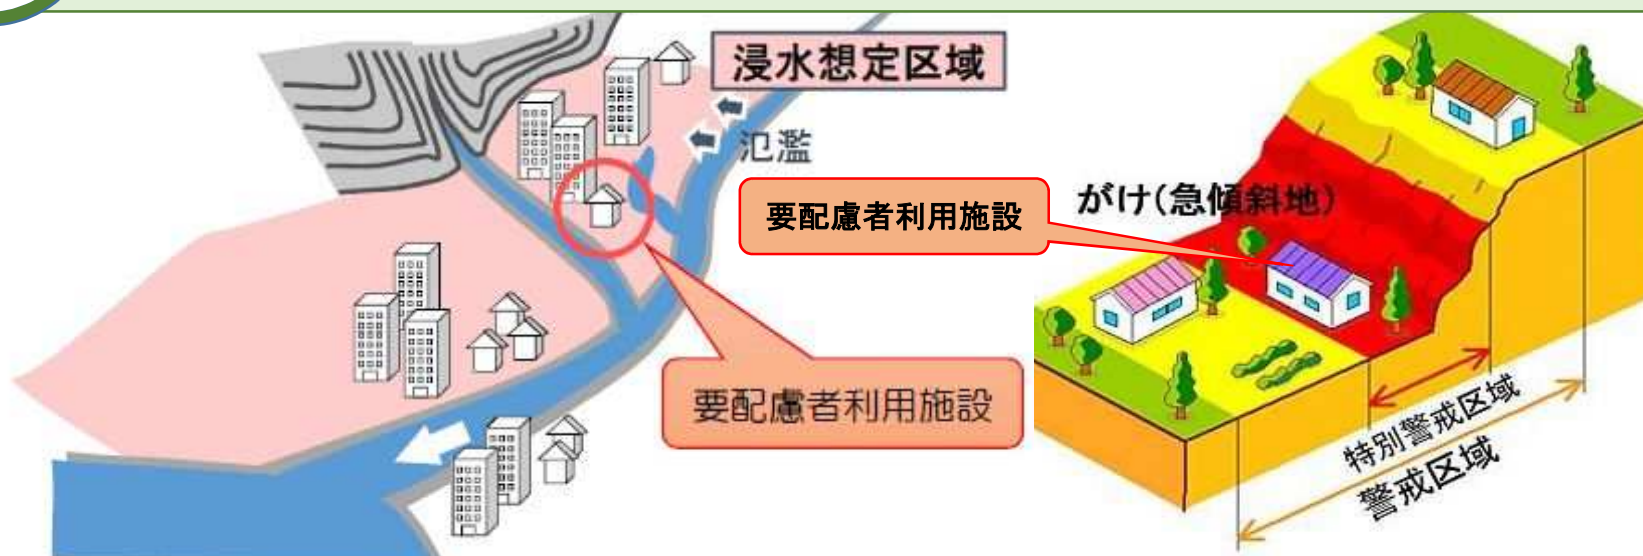 浸水想定区域
氾濫
要配慮者利用施設
要配慮者利用施設
がけ(急傾斜地)
特別警戒区域
警戒区域